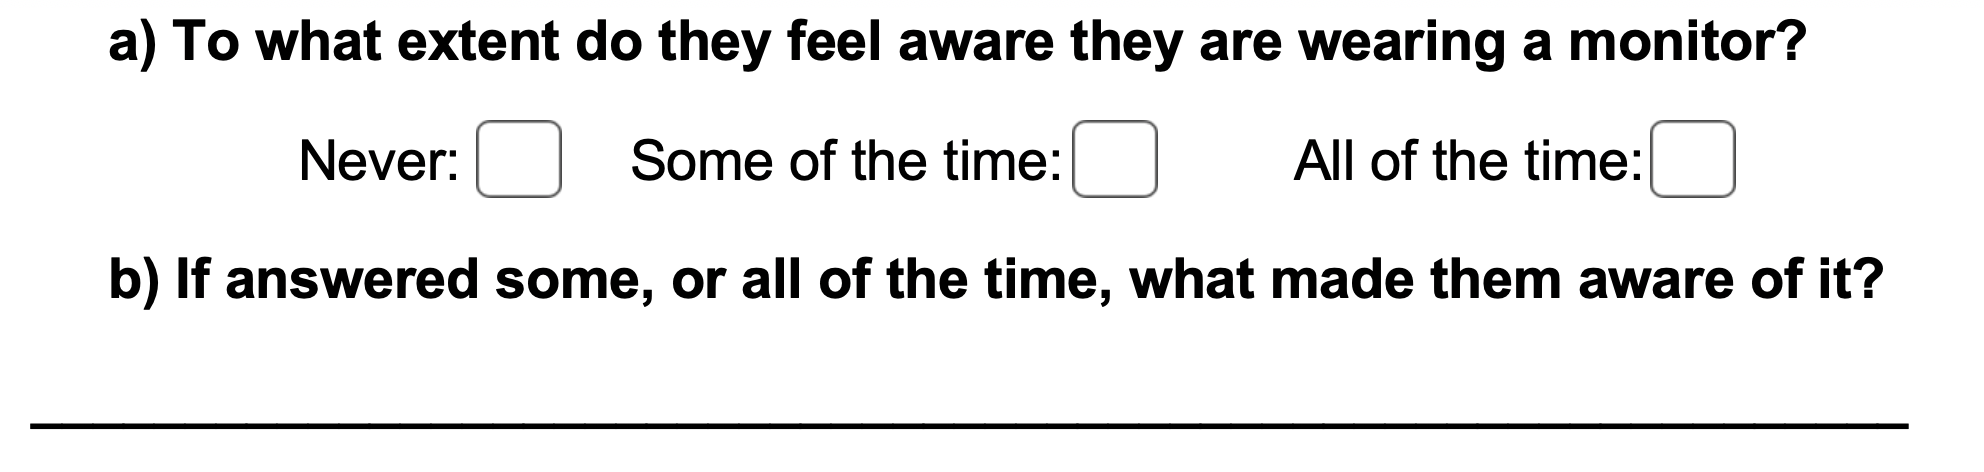 a) To what extent do they feel aware they are wearing a monitor?
Never: Some of the time: All of the time:
b) If answered some, or all of the time, what made them aware of it?